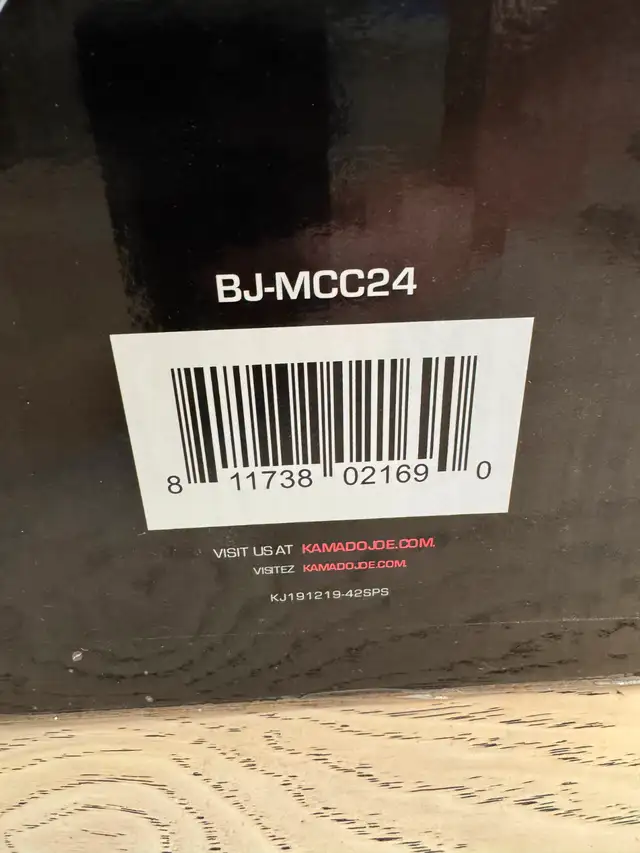 BJ-MCC24
8 11738 02169 0
VISIT US AT KAMADOJOE.COM.
VISITEZ KAMADOJOE.COM.
KJ191219-42SPS